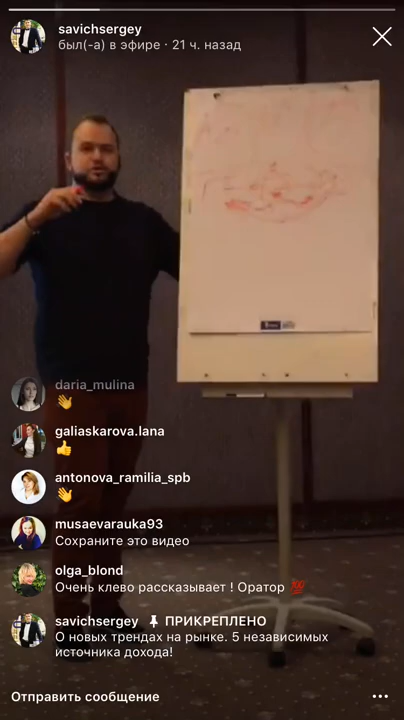 savichsergey
был(-а) в эфире · 21 ч. назад
daria_mulina
👋
galiaskarova.lana
👍
antonova_ramilia_spb
👋
musaevarauka93
Сохраните это видео
olga_blond
Очень клево рассказывает ! Оратор 💯
savichsergey 📌 ПРИКРЕПЛЕНО
О новых трендах на рынке. 5 независимых
источника дохода!
Отправить сообщение